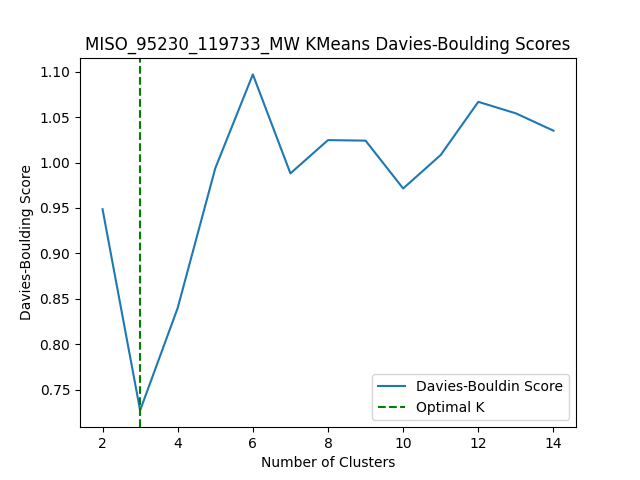 MISO_95230_119733_MW KMeans Davies-Boulding Scores
1.10
1.05
1.00
0.95
0.90
0.85
0.80
0.75
Davies-Boulding Score
Davies-Bouldin Score
Optimal K
2 4 6 8 10 12 14
Number of Clusters